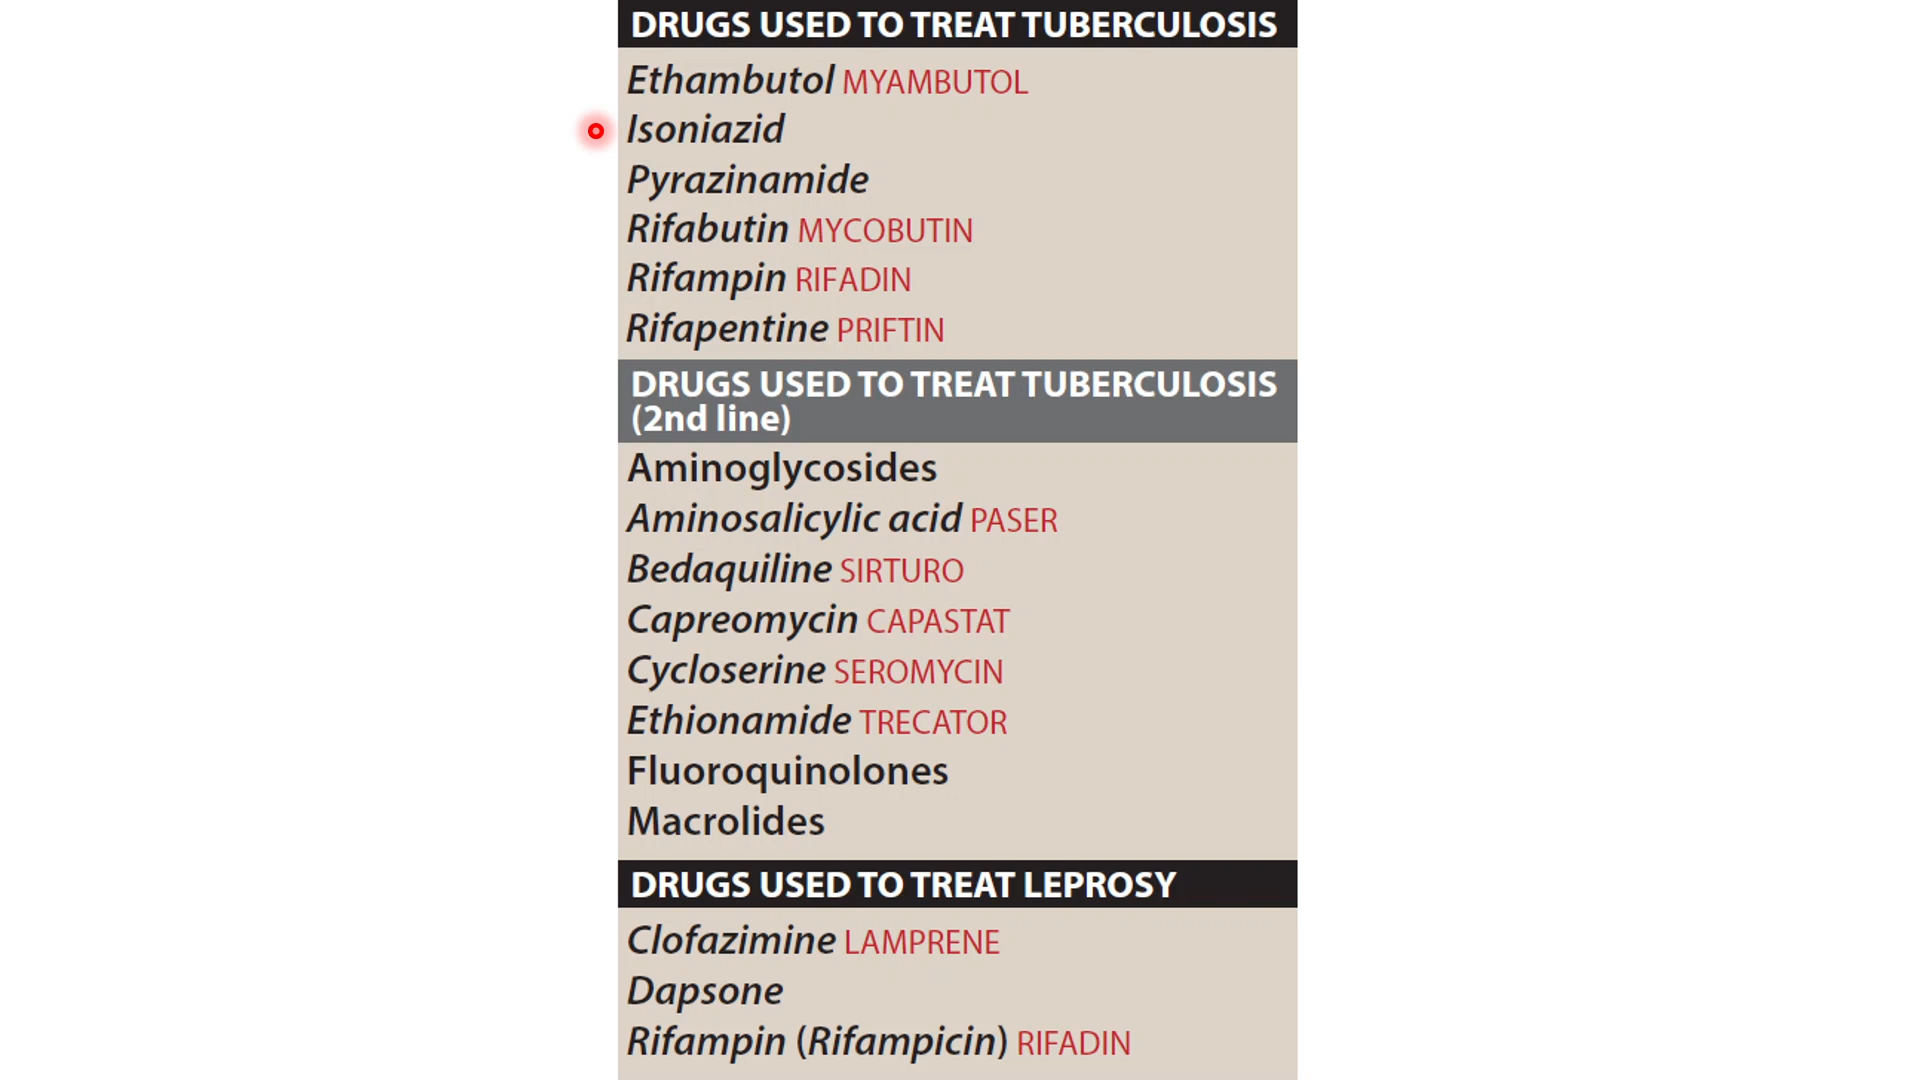 DRUGS USED TO TREAT TUBERCULOSIS
Ethambutol MYAMBUTOL
Isoniazid
Pyrazinamide
Rifabutin MYCOBUTIN
Rifampin RIFADIN
Rifapentine PRIFTIN
DRUGS USED TO TREAT TUBERCULOSIS
(2nd line)
Aminoglycosides
Aminosalicylic acid PASER
Bedaquiline SIRTURO
Capreomycin CAPASTAT
Cycloserine SEROMYCIN
Ethionamide TRECATOR
Fluoroquinolones
Macrolides
DRUGS USED TO TREAT LEPROSY
Clofazimine LAMPRENE
Dapsone
Rifampin (Rifampicin) RIFADIN